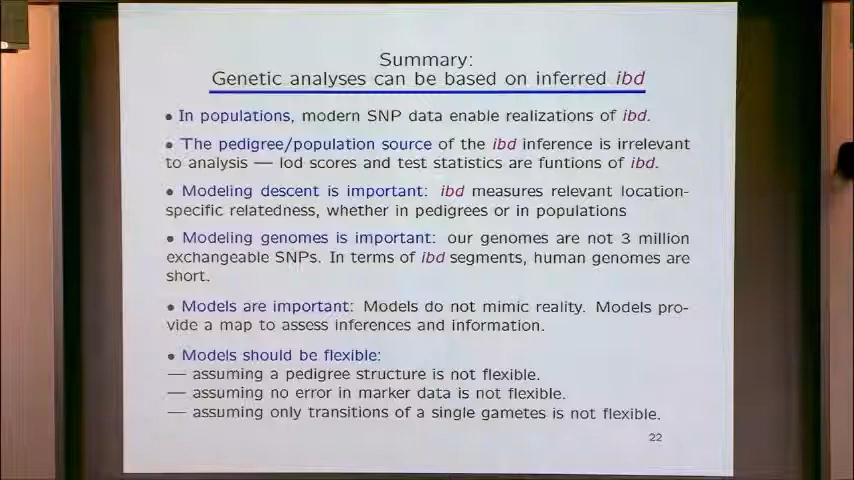 Summary:
Genetic analyses can be based on inferred ibd
• In populations, modern SNP data enable realizations of ibd.
• The pedigree/population source of the ibd inference is irrelevant
to analysis — lod scores and test statistics are funtions of ibd.
• Modeling descent is important: ibd measures relevant location-
specific relatedness, whether in pedigrees or in populations
• Modeling genomes is important: our genomes are not 3 million
exchangeable SNPs. In terms of ibd segments, human genomes are
short.
• Models are important: Models do not mimic reality. Models pro-
vide a map to assess inferences and information.
• Models should be flexible:
— assuming a pedigree structure is not flexible.
— assuming no error in marker data is not flexible.
— assuming only transitions of a single gametes is not flexible.
22